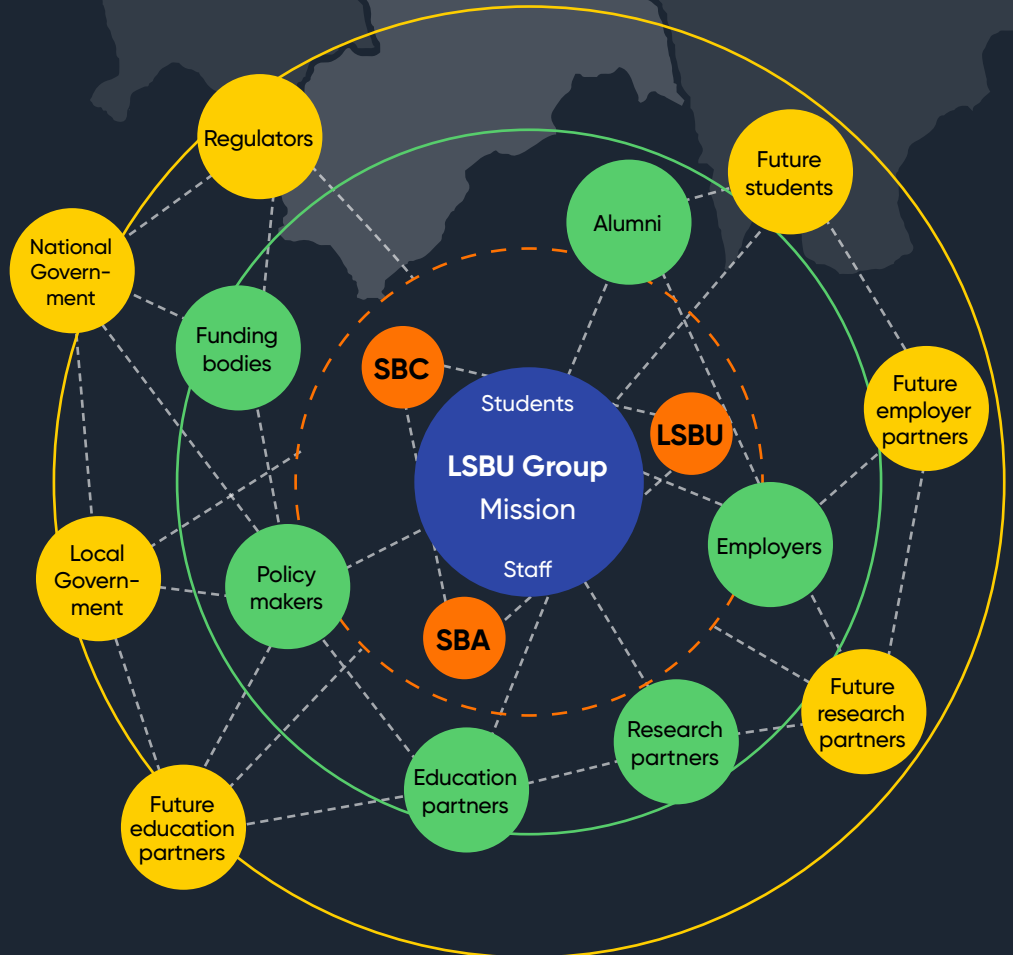 Regulators
Future
students
Alumni
National
Govern-
ment
Funding
bodies
SBC
Future
employer
partners
Students
LSBU
LSBU Group
Mission
Employers
Staff
Local
Govern-
ment
Policy
makers
SBA
Future
research
partners
Research
partners
Education
partners
Future
education
partners